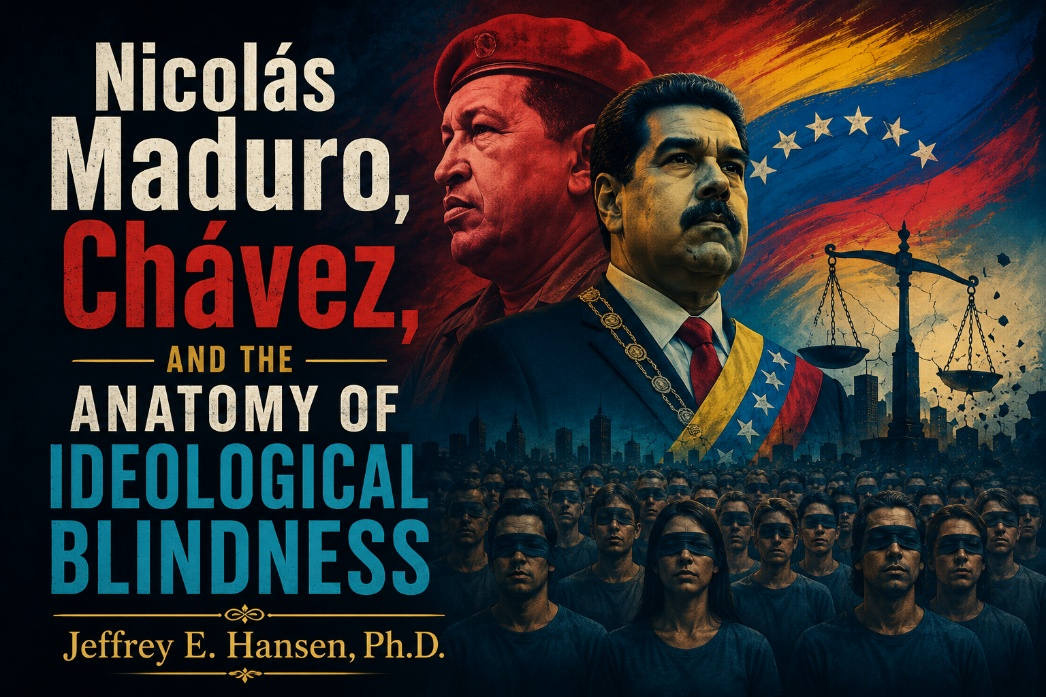 Nicolás
Maduro,
Chávez,
AND THE
ANATOMY OF
IDEOLOGICAL
BLINDNESS
Jeffrey E. Hansen, Ph.D.